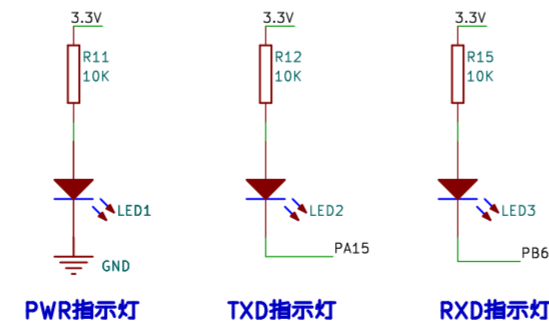 3.3V
R11
10K
LED1
GND
PWR指示灯
3.3V
R12
10K
LED2
PA15
TXD指示灯
3.3V
R15
10K
LED3
PB6
RXD指示灯